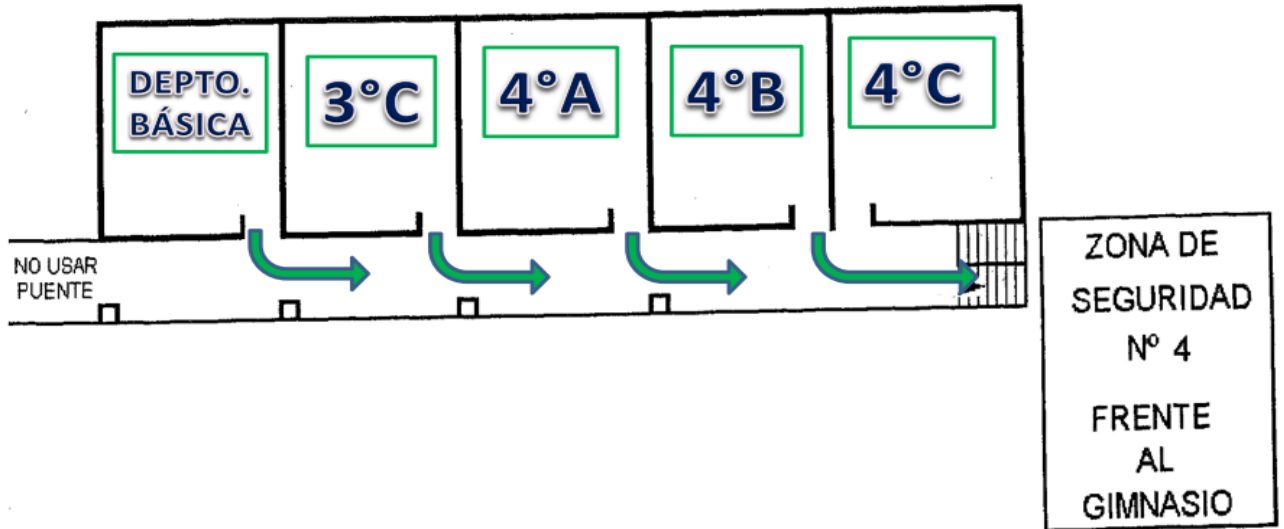 DEPTO.
BÁSICA
3°C
4°A
4°B
4°C
NO USAR
PUENTE
ZONA DE
SEGURIDAD
Nº 4
FRENTE
AL
GIMNASIO